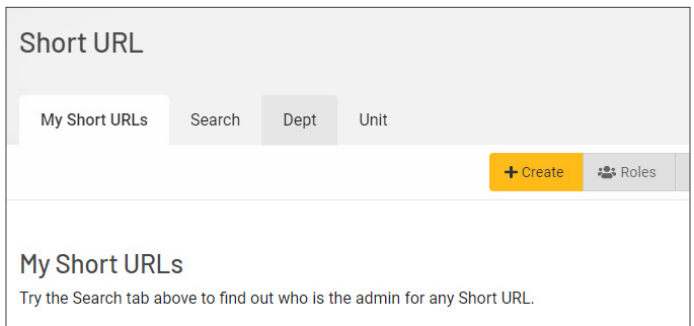 Short URL
My Short URLs Search Dept Unit
+ Create Roles
My Short URLs
Try the Search tab above to find out who is the admin for any Short URL.